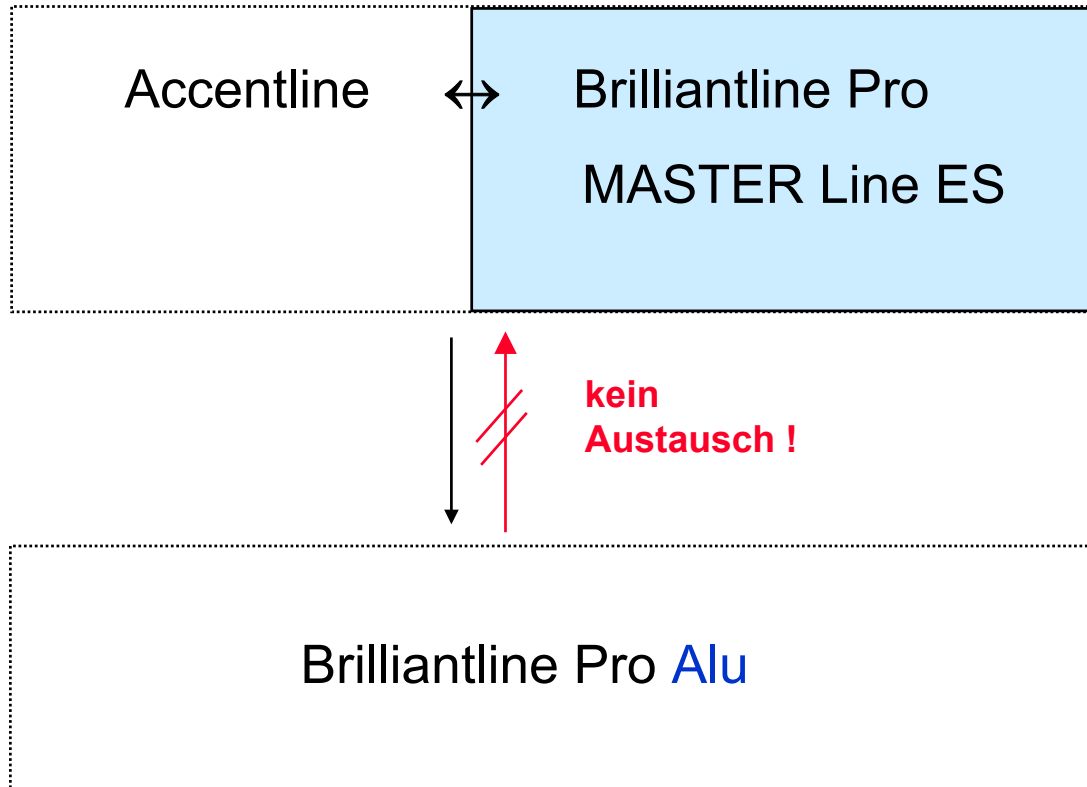 Accentline ↔ Brilliantline Pro
MASTER Line ES
kein
Austausch !
Brilliantline Pro Alu